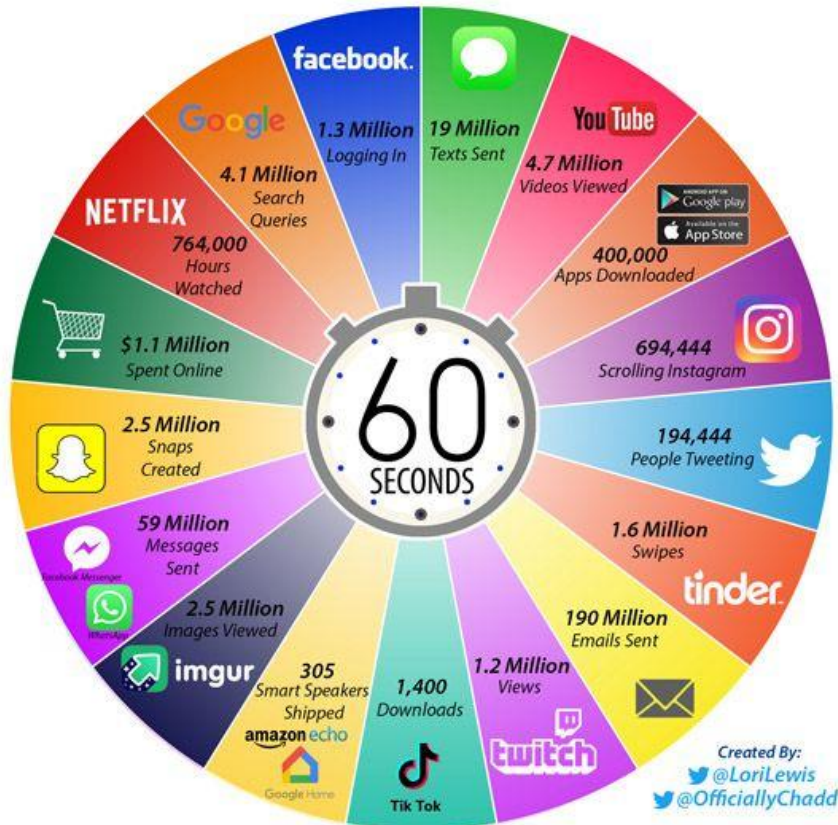 facebook.
1.3 Million
Logging In
19 Million
Texts Sent
YouTube
4.7 Million
Videos Viewed
ANDROID APP ON
Google play
Available on the
App Store
400,000
Apps Downloaded
694,444
Scrolling Instagram
194,444
People Tweeting
1.6 Million
Swipes
tinder
190 Million
Emails Sent
1.2 Million
Views
twitch
1,400
Downloads
Tik Tok
305
Smart Speakers
Shipped
amazon echo
Google Home
2.5 Million
Images Viewed
imgur
59 Million
Messages
Sent
Facebook Messenger
WhatsApp
2.5 Million
Snaps
Created
$1.1 Million
Spent Online
NETFLIX
764,000
Hours
Watched
Google
4.1 Million
Search
Queries
60
SECONDS
Created By:
@LoriLewis
@OfficiallyChadd